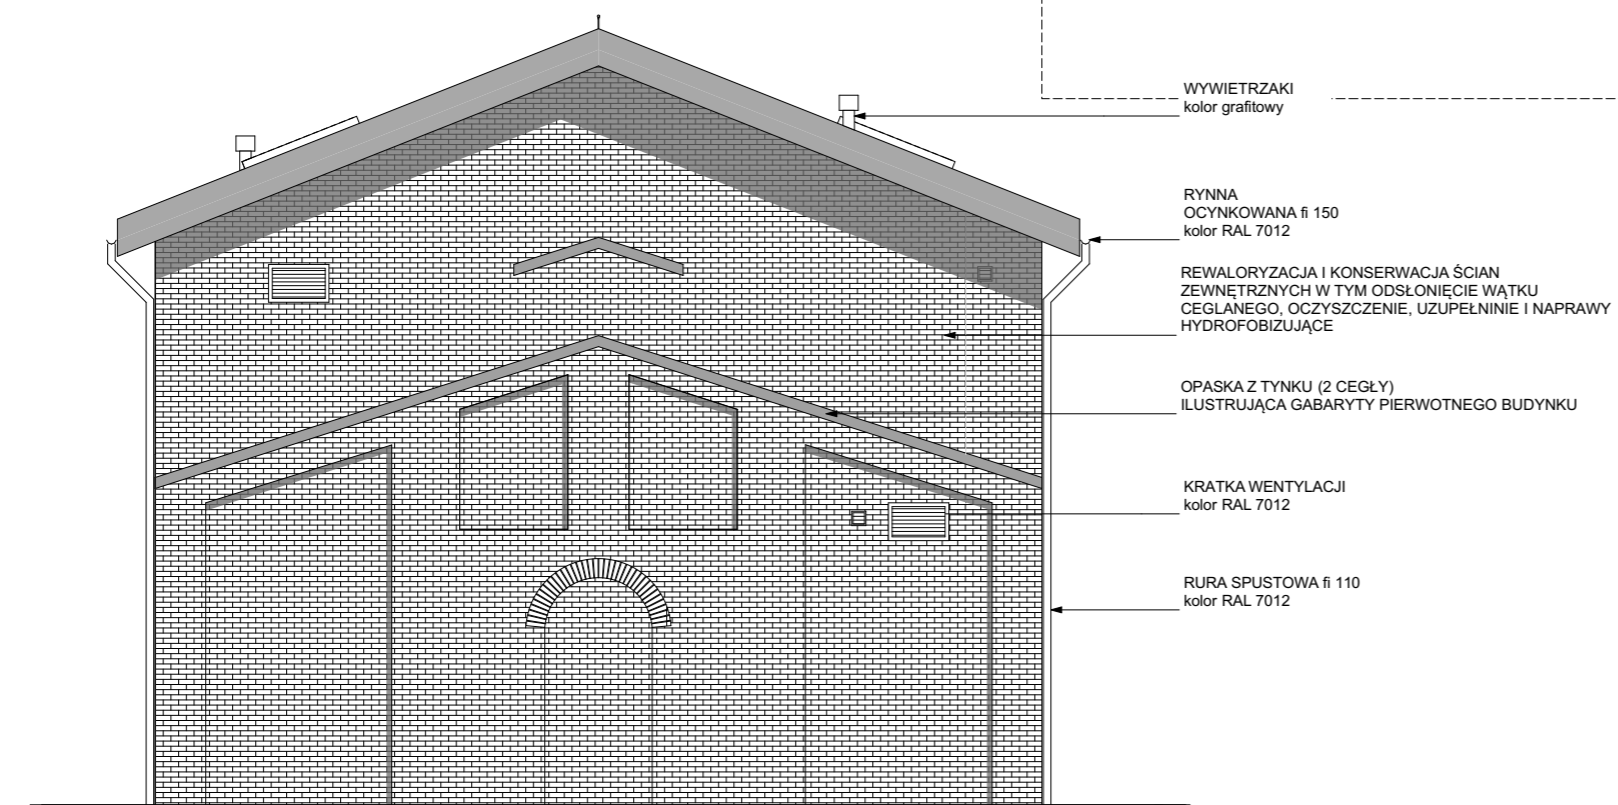 WYWIETRZAKI
kolor grafitowy
RYNNA
OCYNKOWANA fi 150
kolor RAL 7012
REWALORYZACJA I KONSERWACJA ŚCIAN
ZEWNĘTRZNYCH W TYM ODSŁONIĘCIE WĄTKU
CEGLANEGO, OCZYSZCZENIE, UZUPEŁNINIE I NAPRAWY
HYDROFOBIZUJĄCE
OPASKA Z TYNKU (2 CEGŁY)
ILUSTRUJĄCA GABARYTY PIERWOTNEGO BUDYNKU
KRATKA WENTYLACJI
kolor RAL 7012
RURA SPUSTOWA fi 110
kolor RAL 7012